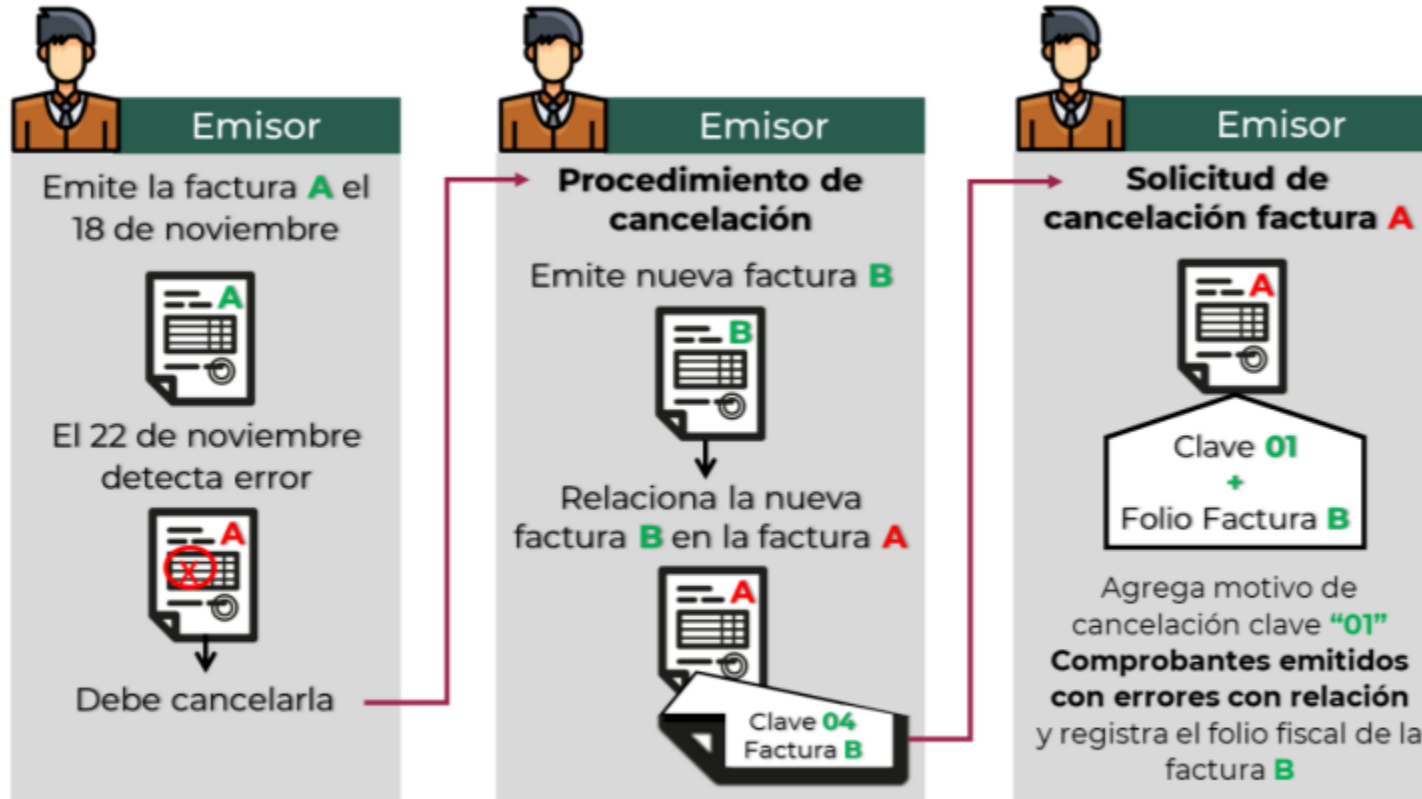 Emisor
Emite la factura A el
18 de noviembre
A
El 22 de noviembre
detecta error
A
X
Debe cancelarla
Emisor
Procedimiento de
cancelación
Emite nueva factura B
B
Relaciona la nueva
factura B en la factura A
A
Clave 04
Factura B
Emisor
Solicitud de
cancelación factura A
A
Clave 01
+
Folio Factura B
Agrega motivo de
cancelación clave “01”
Comprobantes emitidos
con errores con relación
y registra el folio fiscal de la
factura B